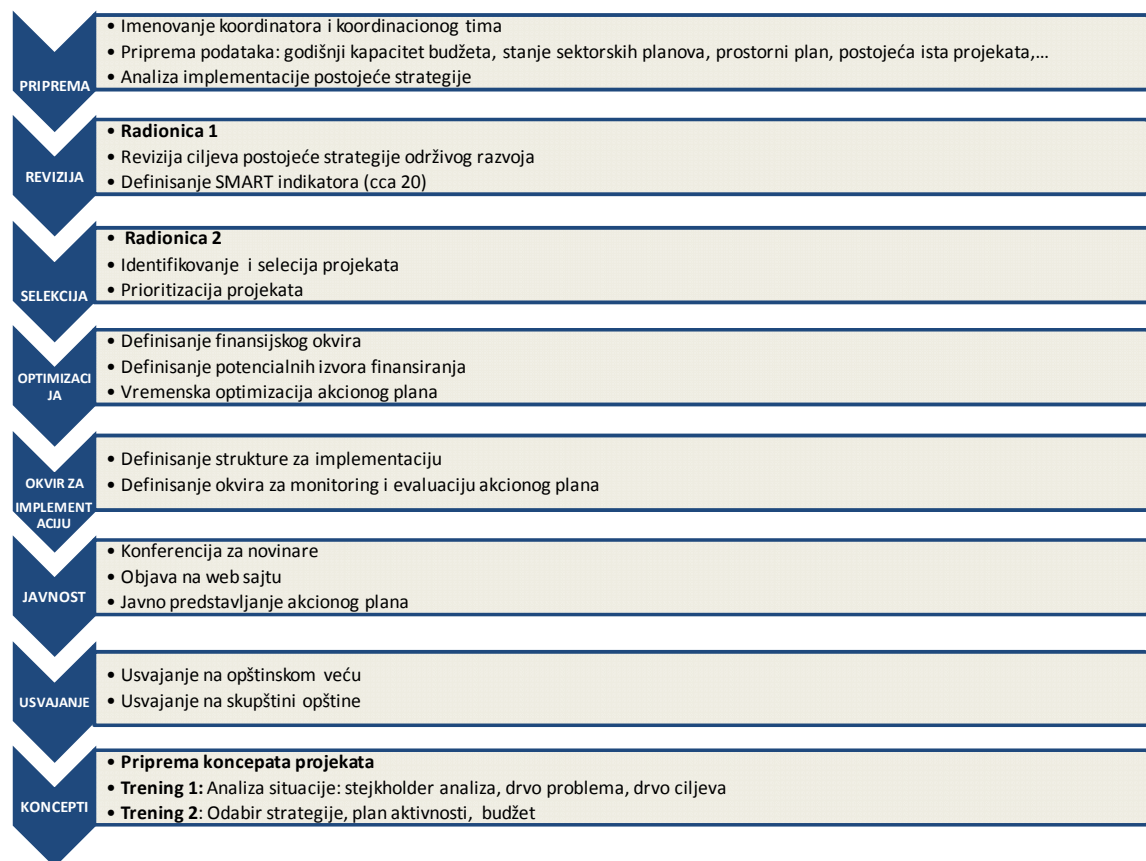 PRIPREMA
• Imenovanje koordinatora i koordinacionog tima
• Priprema podataka: godišnji kapacitet budžeta, stanje sektorskih planova, prostorni plan, postojeća ista projekata,...
• Analiza implementacije postojeće strategije
REVIZIJA
• Radionica 1
• Revizija ciljeva postojeće strategije održivog razvoja
• Definisanje SMART indikatora (cca 20)
SELEKCIJA
• Radionica 2
• Identifikovanje i selecija projekata
• Prioritizacija projekata
OPTIMIZACI
JA
• Definisanje finansijskog okvira
• Definisanje potencialnih izvora finansiranja
• Vremenska optimizacija akcionog plana
OKVIR ZA
IMPLEMENT
ACIJU
• Definisanje strukture za implementaciju
• Definisanje okvira za monitoring i evaluaciju akcionog plana
JAVNOST
• Konferencija za novinare
• Objava na web sajtu
• Javno predstavljanje akcionog plana
USVAJANJE
• Usvajanje na opštinskom veću
• Usvajanje na skupštini opštine
KONCEPTI
• Priprema koncepata projekata
• Trening 1: Analiza situacije: stejkholder analiza, drvo problema, drvo ciljeva
• Trening 2: Odabir strategije, plan aktivnosti, budžet